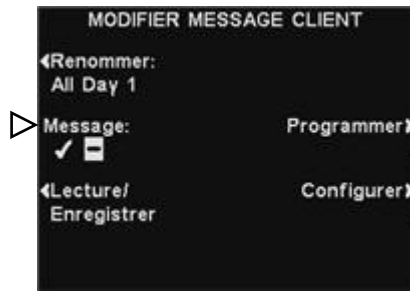 MODIFIER MESSAGE CLIENT
Renommer:
All Day 1
Message: Programmer
Lecture/ Configurer
Enregistrer